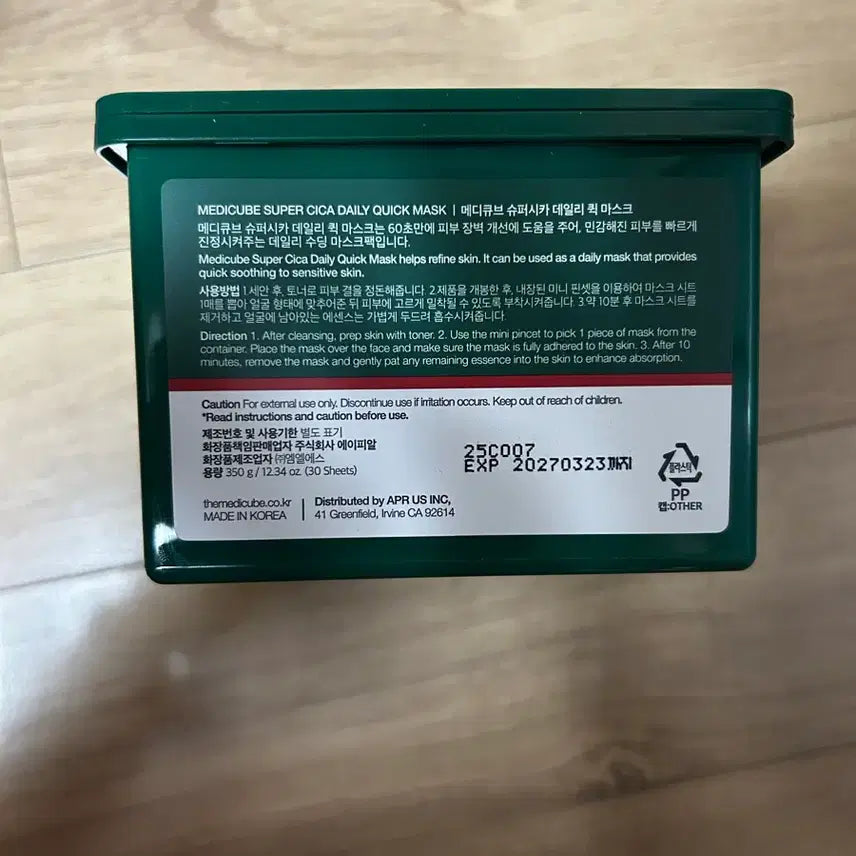 MEDICUBE SUPER CICA DAILY QUICK MASK | 메디큐브 슈퍼시카 데일리 퀵 마스크
메디큐브 슈퍼시카 데일리 퀵 마스크는 60초만에 피부 장벽 개선에 도움을 주어, 민감해진 피부를 빠르게
진정시켜주는 데일리 수딩 마스크팩입니다.
Medicube Super Cica Daily Quick Mask helps refine skin. It can be used as a daily mask that provides
quick soothing to sensitive skin.
사용방법 1.세안 후, 토너로 피부 결을 정돈해줍니다. 2.제품을 개봉한 후, 내장된 미니 핀셋을 이용하여 마스크 시트
1매를 뽑아 얼굴 형태에 맞추어준 뒤 피부에 고르게 밀착될 수 있도록 부착시켜줍니다. 3.약 10분 후 마스크 시트를
제거하고 얼굴에 남아있는 에센스는 가볍게 두드려 흡수시켜줍니다.
Direction 1. After cleansing, prep skin with toner. 2. Use the mini pincet to pick 1 piece of mask from the
container. Place the mask over the face and make sure the mask is fully adhered to the skin. 3. After 10
minutes, remove the mask and gently pat any remaining essence into the skin to enhance absorption.
Caution For external use only. Discontinue use if irritation occurs. Keep out of reach of children.
*Read instructions and caution before use.
제조번호 및 사용기한 별도 표기
화장품책임판매업자 주식회사 에이피알
화장품제조업자 ㈜엠엘에스
용량 350 g / 12.34 oz. (30 Sheets)
25C007
EXP 20270323까지
플라스틱
PP
캡:OTHER
themedicube.co.kr
MADE IN KOREA
Distributed by APR US INC,
41 Greenfield, Irvine CA 92614